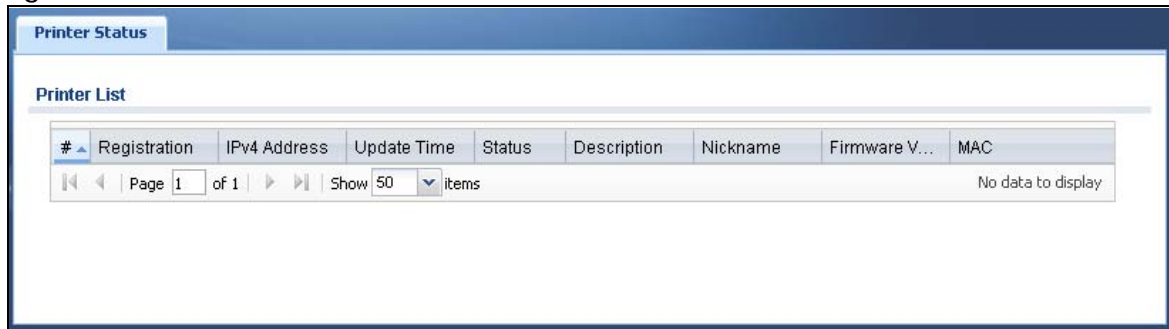 Printer Status
Printer List
# Registration IPv4 Address Update Time Status Description Nickname Firmware V... MAC
Page 1 of 1 Show 50 items No data to display